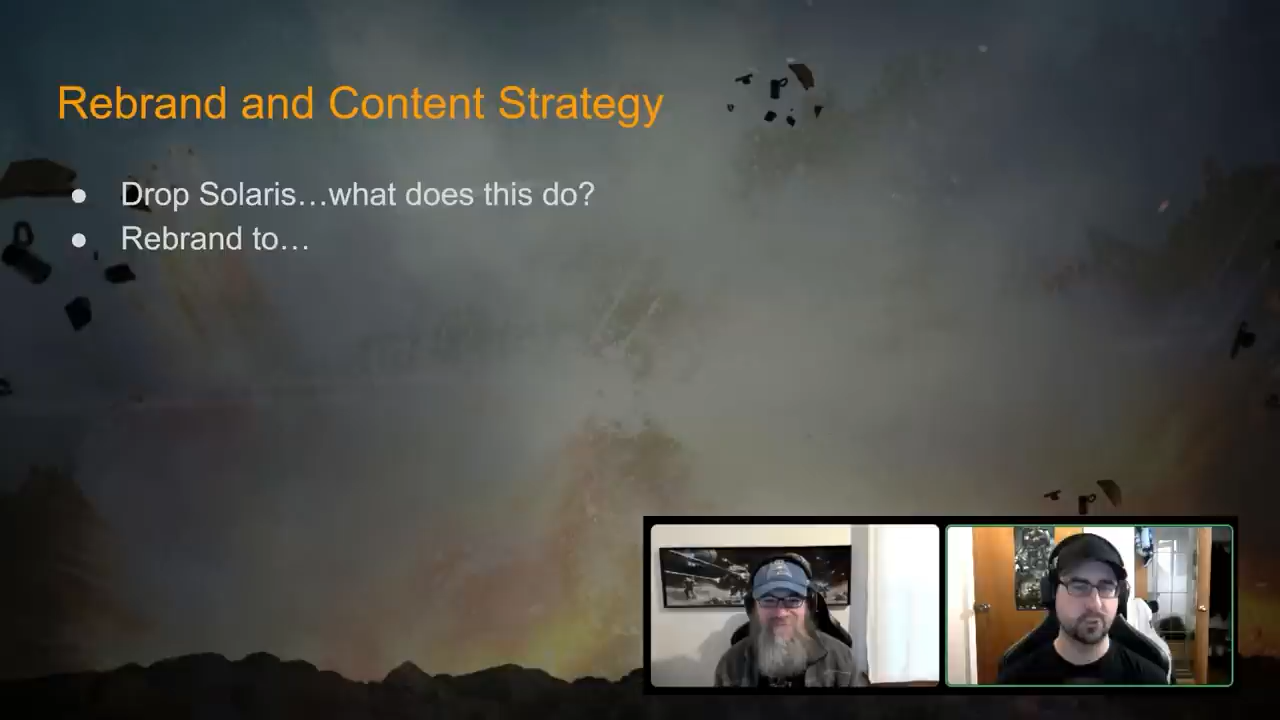 Rebrand and Content Strategy
● Drop Solaris…what does this do?
● Rebrand to…